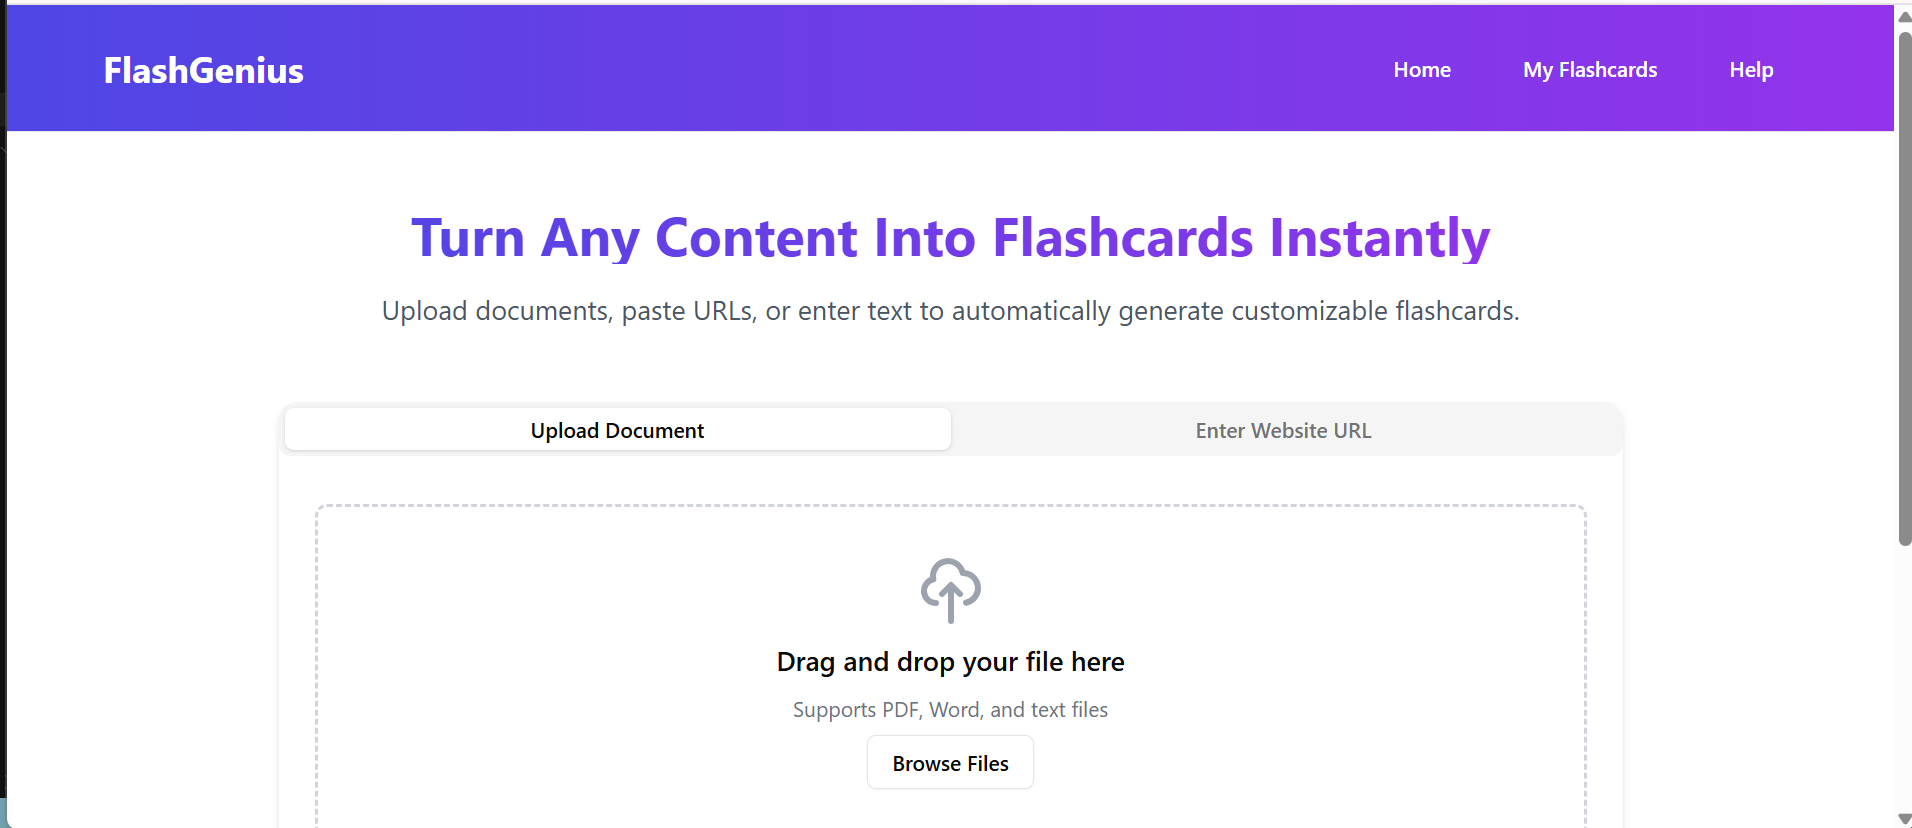 FlashGenius
Home
My Flashcards
Help
Turn Any Content Into Flashcards Instantly
Upload documents, paste URLs, or enter text to automatically generate customizable flashcards.
Upload Document
Enter Website URL
Drag and drop your file here
Supports PDF, Word, and text files
Browse Files